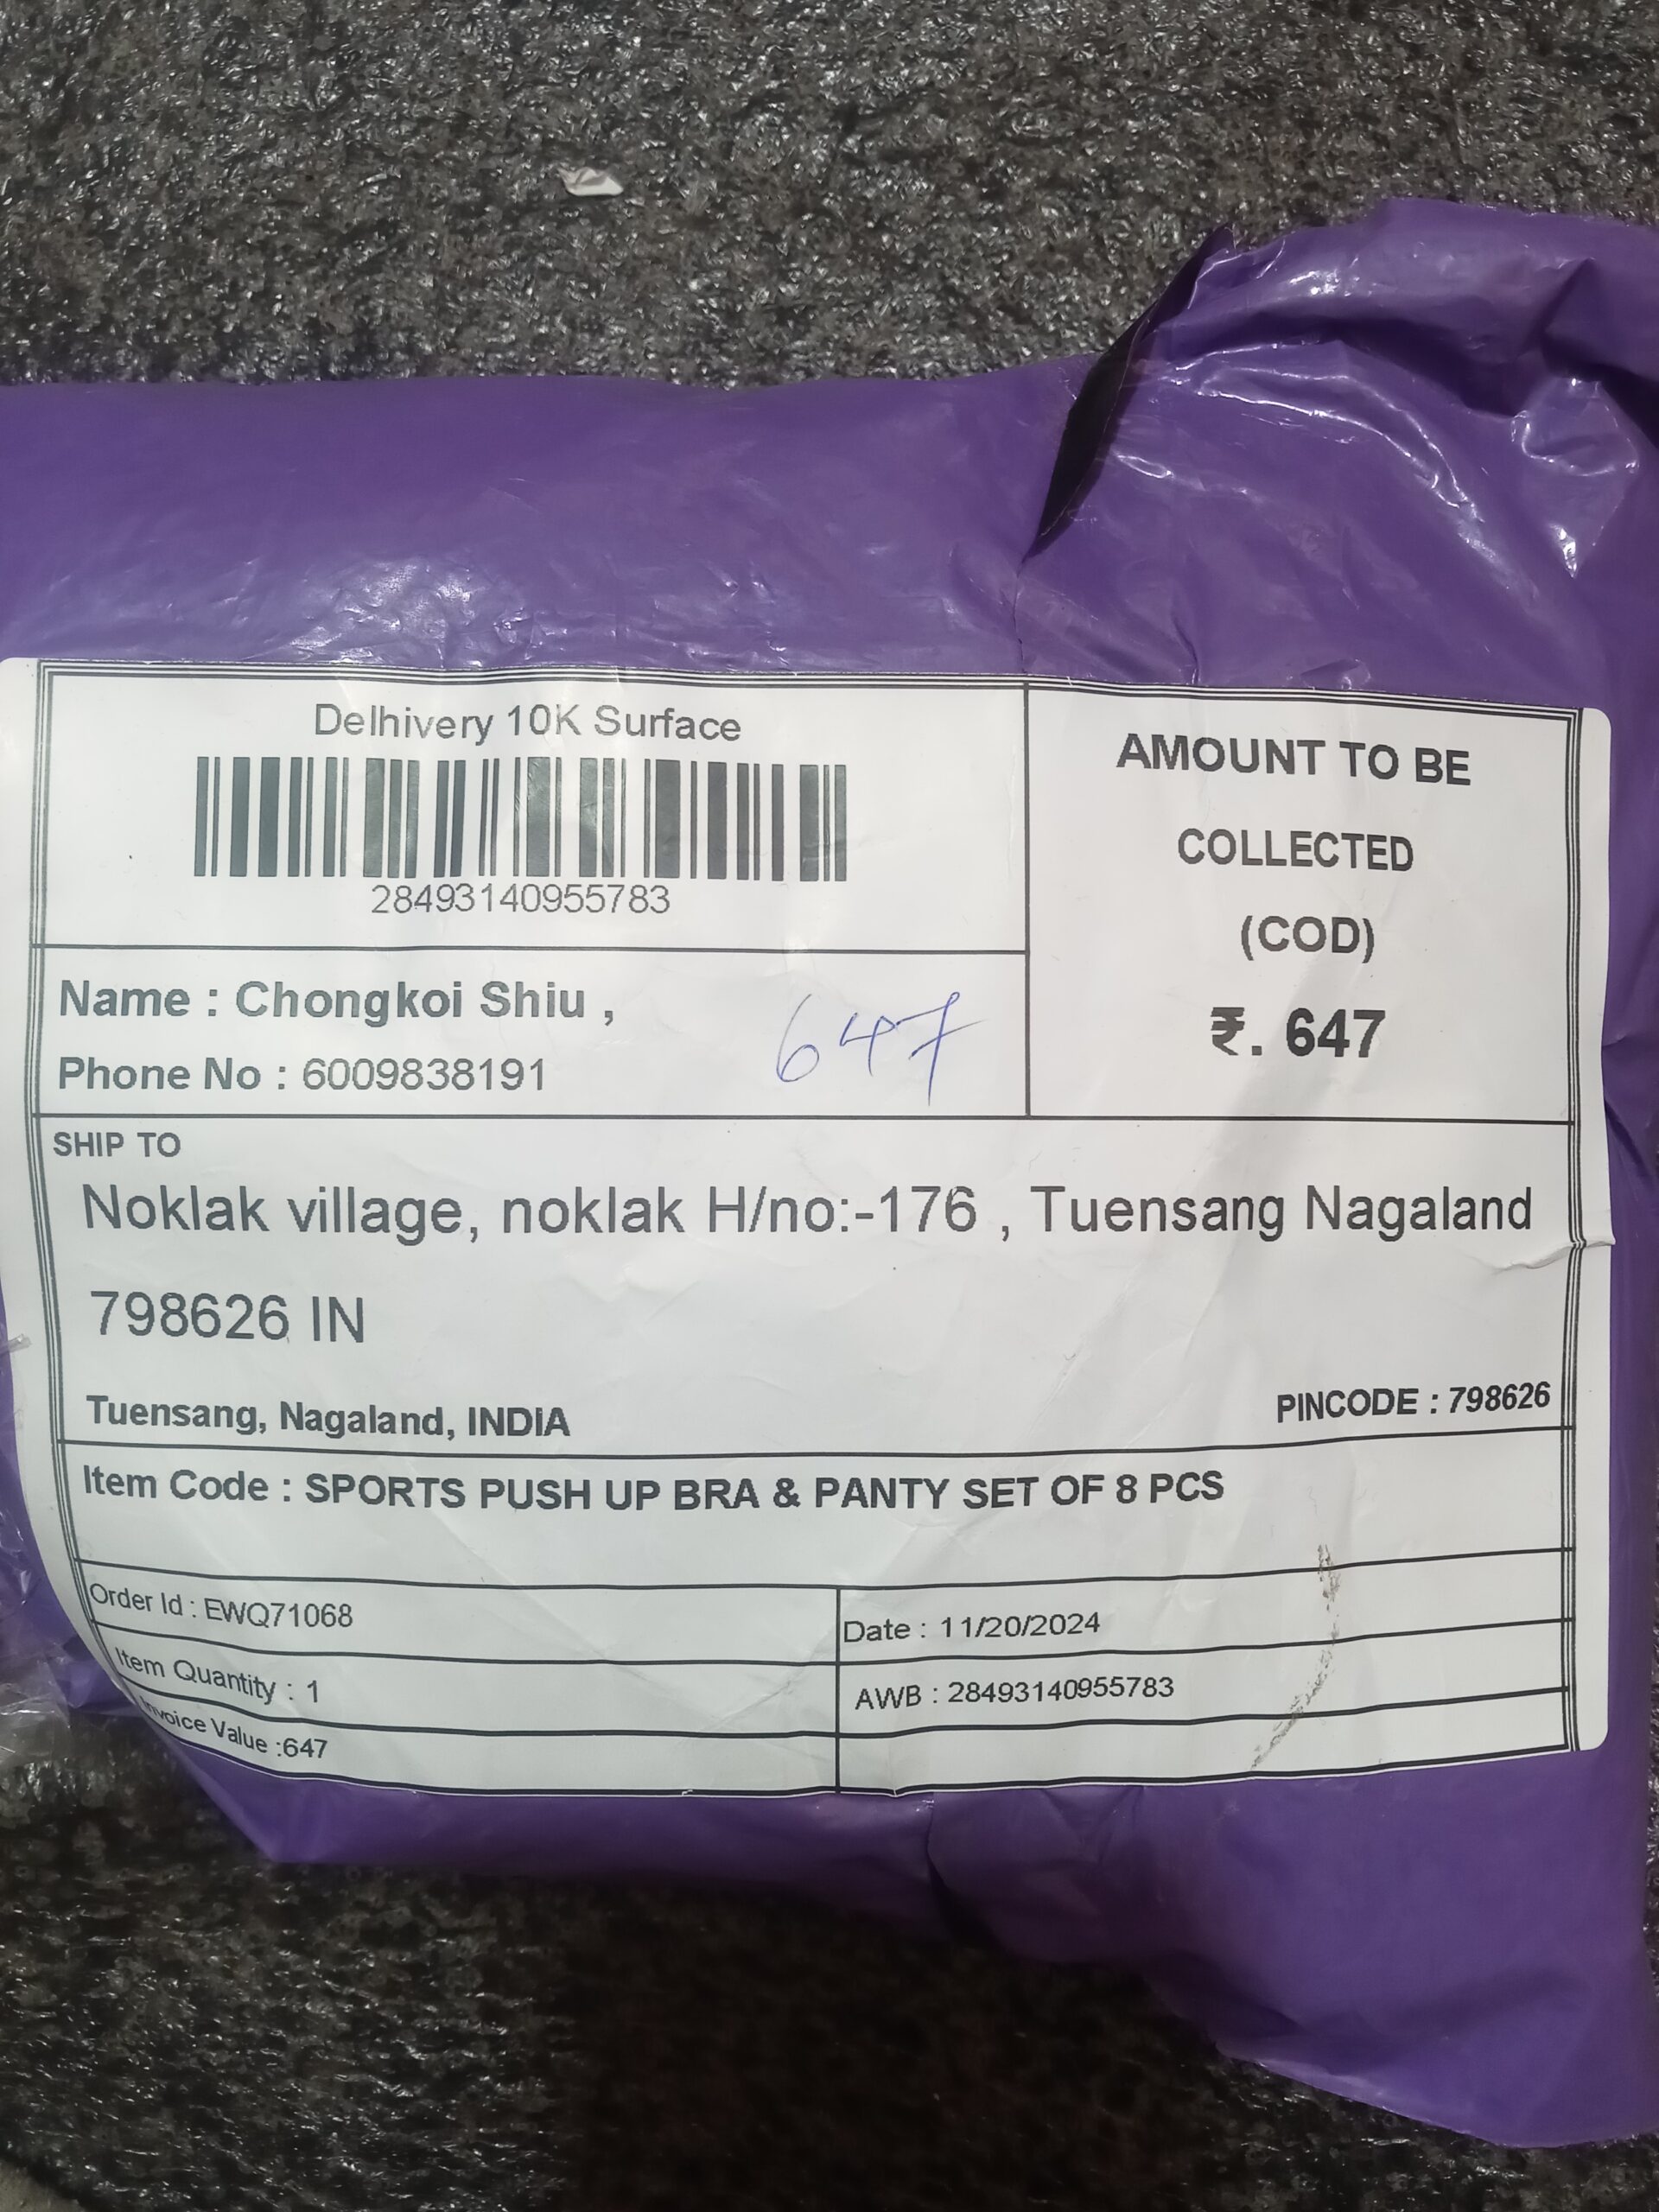 Delhivery 10K Surface
28493140955783
AMOUNT TO BE
COLLECTED
(COD)
₹. 647
Name : Chongkoi Shiu ,
647
Phone No : 6009838191
SHIP TO
Noklak village, noklak H/no:-176 , Tuensang Nagaland
798626 IN
Tuensang, Nagaland, INDIA
PINCODE : 798626
Item Code : SPORTS PUSH UP BRA & PANTY SET OF 8 PCS
Order Id : EWQ71068
Date : 11/20/2024
Item Quantity : 1
AWB : 28493140955783
Invoice Value :647